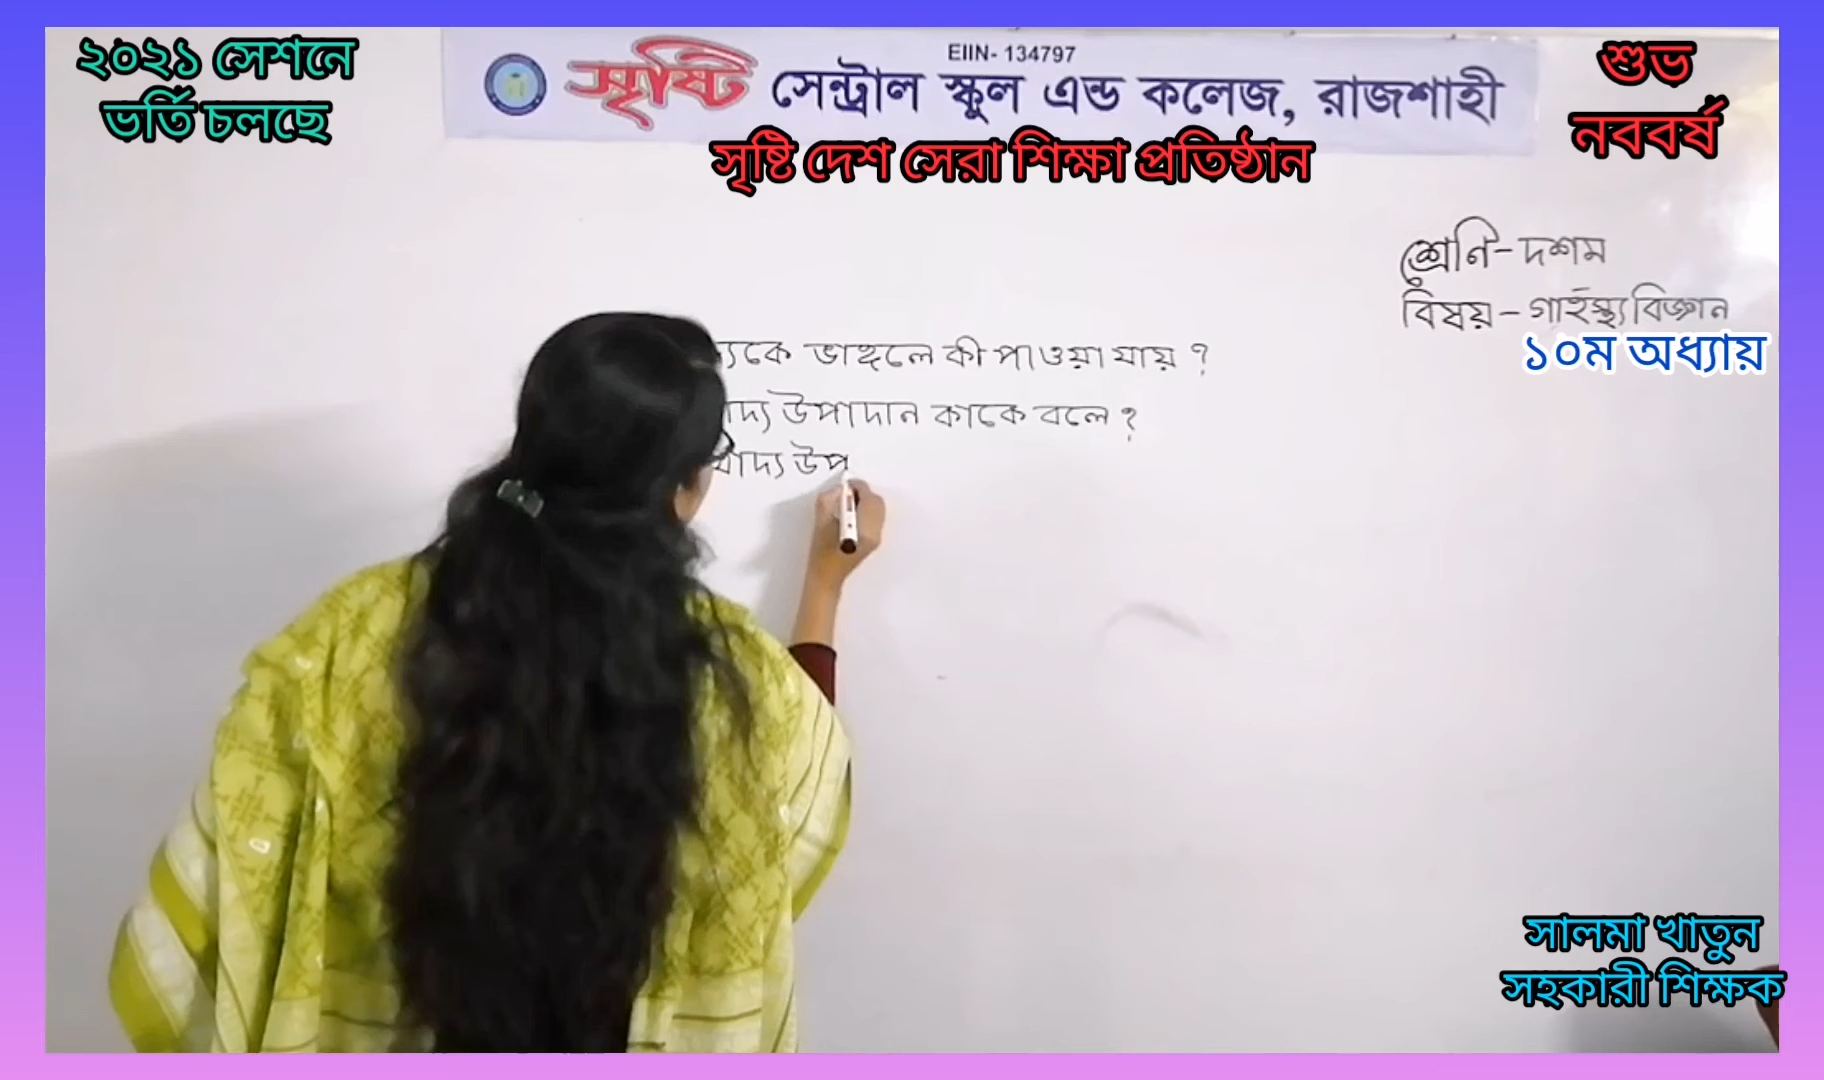 ২০২১ সেশনে
ভর্তি চলছে
EIIN- 134797
সৃষ্টি সেন্ট্রাল স্কুল এন্ড কলেজ, রাজশাহী
সৃষ্টি দেশ সেরা শিক্ষা প্রতিষ্ঠান
শুভ
নববর্ষ
শ্রেণি - দশম
বিষয় - গার্হস্থ্য বিজ্ঞান
১০ম অধ্যায়
ভাঙ্গলে কী পাওয়া যায় ?
উপাদান কাকে বলে ?
খাদ্য উপ
সালমা খাতুন
সহকারী শিক্ষক